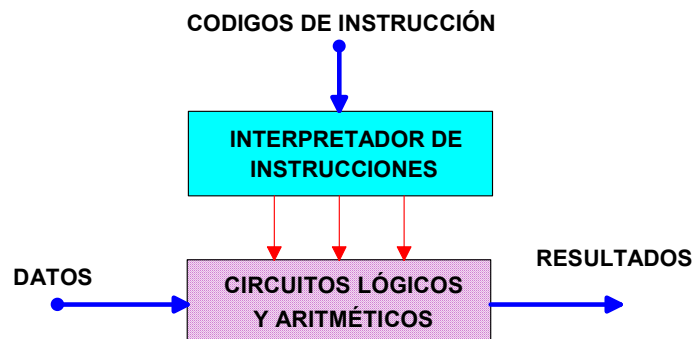 CODIGOS DE INSTRUCCIÓN
INTERPRETADOR DE
INSTRUCCIONES
DATOS
CIRCUITOS LÓGICOS
Y ARITMÉTICOS
RESULTADOS